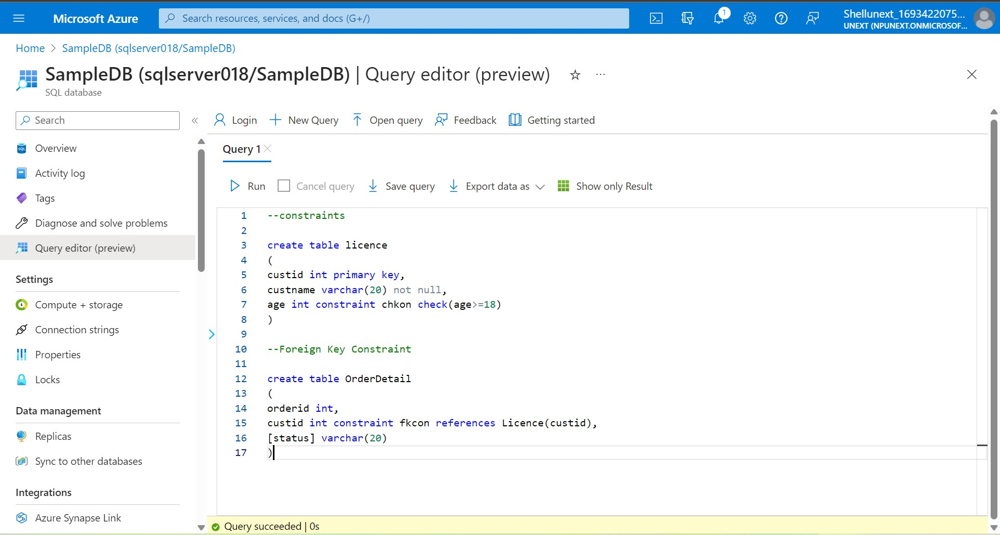 Microsoft Azure
Search resources, services, and docs (G+/)
1
Shellunext_1693422075...
UNEXT (NPUNEXT.ONMICROSOF...
Home > SampleDB (sqlserver018/SampleDB)
SampleDB (sqlserver018/SampleDB) | Query editor (preview)
SQL database
Search
Overview
Activity log
Tags
Diagnose and solve problems
Query editor (preview)
Settings
Compute + storage
Connection strings
Properties
Locks
Data management
Replicas
Sync to other databases
Integrations
Azure Synapse Link
Login
New Query
Open query
Feedback
Getting started
Query 1
Run
Cancel query
Save query
Export data as
Show only Result
1 --constraints
2
3 create table licence
4 (
5 custid int primary key,
6 custname varchar(20) not null,
7 age int constraint chkon check(age>=18)
8 )
9
10 --Foreign Key Constraint
11
12 create table OrderDetail
13 (
14 orderid int,
15 custid int constraint fkcon references Licence(custid),
16 [status] varchar(20)
17 )
Query succeeded | 0s